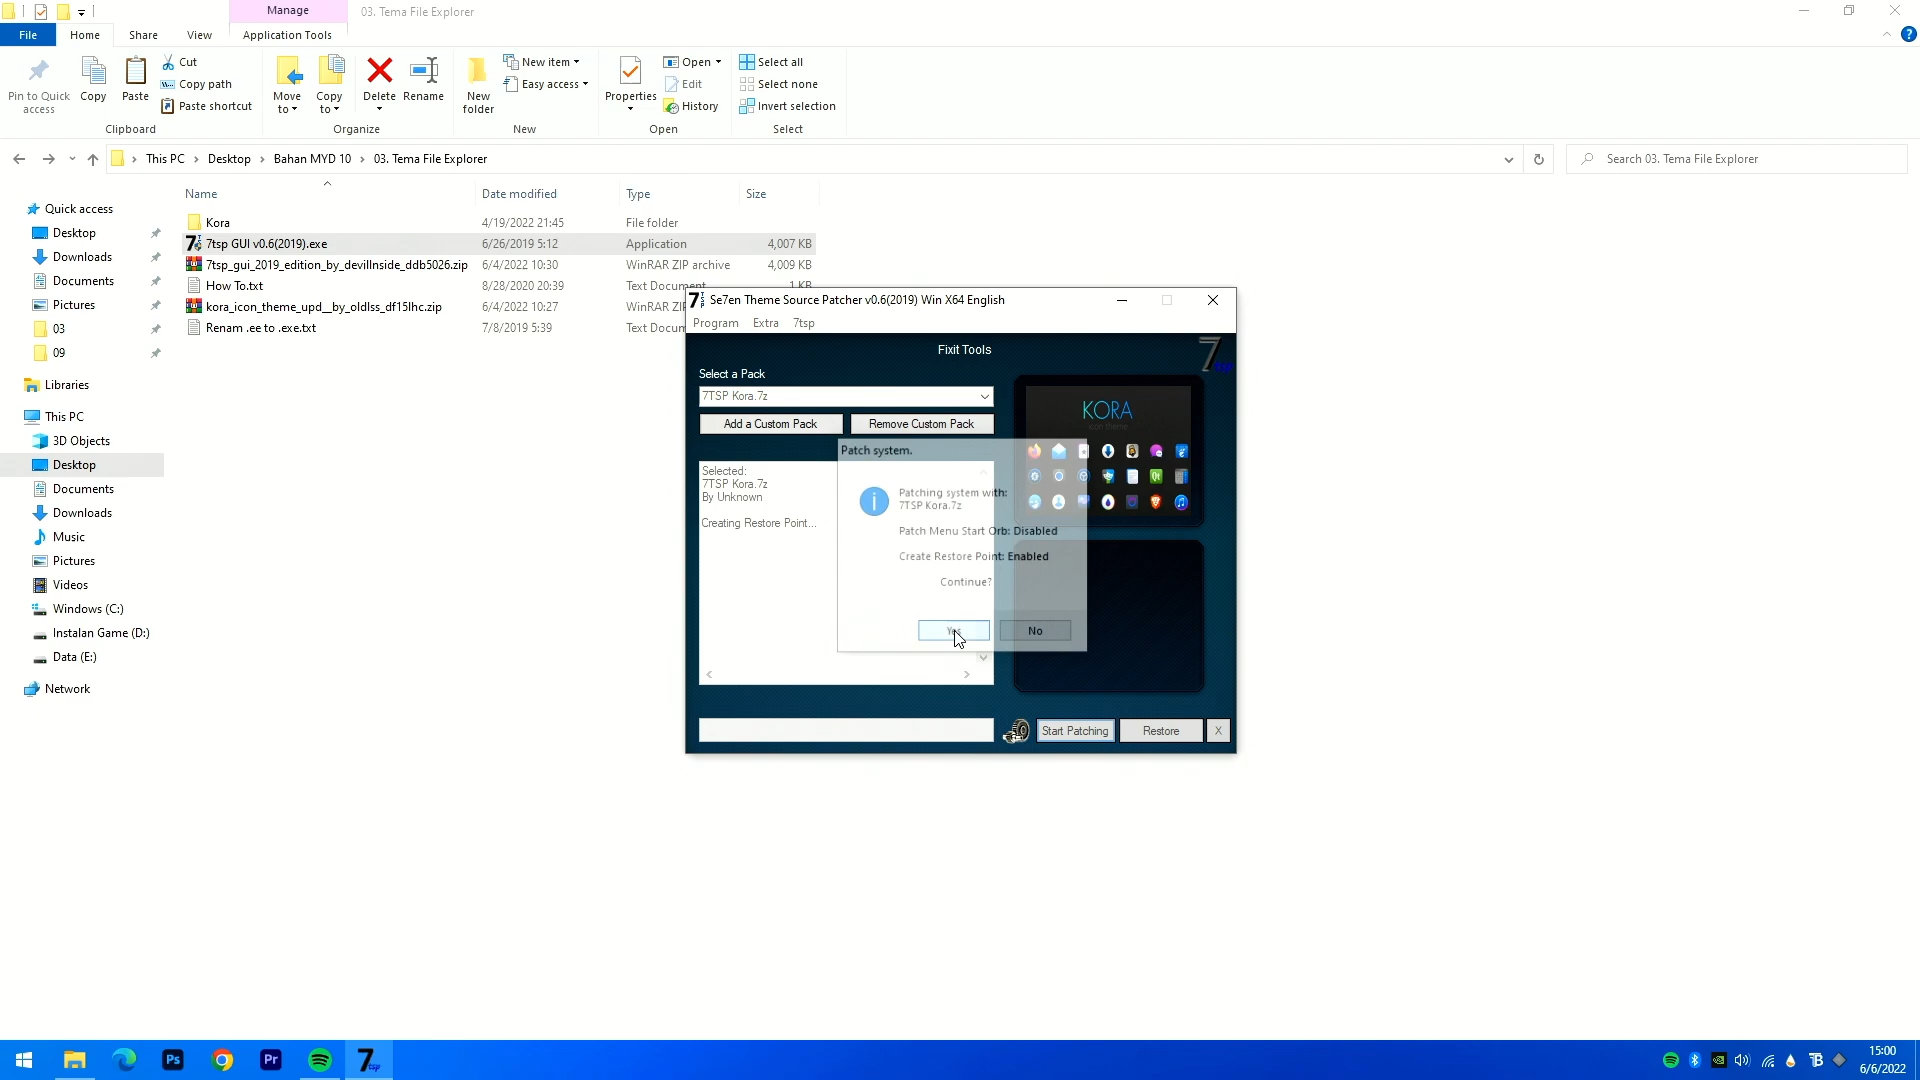 Manage
03. Tema File Explorer
File
Home
Share
View
Application Tools
Pin to Quick access
Copy
Paste
Cut
Copy path
Paste shortcut
Clipboard
Move to
Copy to
Delete
Rename
Organize
New folder
New item
Easy access
New
Properties
Open
Edit
History
Open
Select all
Select none
Invert selection
Select
This PC
Desktop
Bahan MYD 10
03. Tema File Explorer
Search 03. Tema File Explorer
Name
Date modified
Type
Size
Kora
4/19/2022 21:45
File folder
7tsp GUI v0.6(2019).exe
6/26/2019 5:12
Application
4,007 KB
7tsp_gui_2019_edition_by_devillnside_ddb5026.zip
6/4/2022 10:30
WinRAR ZIP archive
4,009 KB
How To.txt
8/28/2020 20:39
Text Document
1 KB
kora_icon_theme_upd__by_oldlss_df15lhc.zip
6/4/2022 10:27
WinRAR ZIP
Renam .ee to .exe.txt
7/8/2019 5:39
Text Docum
Quick access
Desktop
Downloads
Documents
Pictures
03
09
Libraries
This PC
3D Objects
Desktop
Documents
Downloads
Music
Pictures
Videos
Windows (C:)
Instalan Game (D:)
Data (E:)
Network
Se7en Theme Source Patcher v0.6(2019) Win X64 English
Program
Extra
7tsp
Fixit Tools
Select a Pack
7TSP Kora.7z
Add a Custom Pack
Remove Custom Pack
Selected:
7TSP Kora.7z
By Unknown
Creating Restore Point...
KORA
icon theme
Patch system.
Patching system with:
7TSP Kora.7z
Patch Menu Start Orb: Disabled
Create Restore Point: Enabled
Continue?
Yes
No
Start Patching
Restore
X
Ps
Pr
7tsp
15:00
6/6/2022